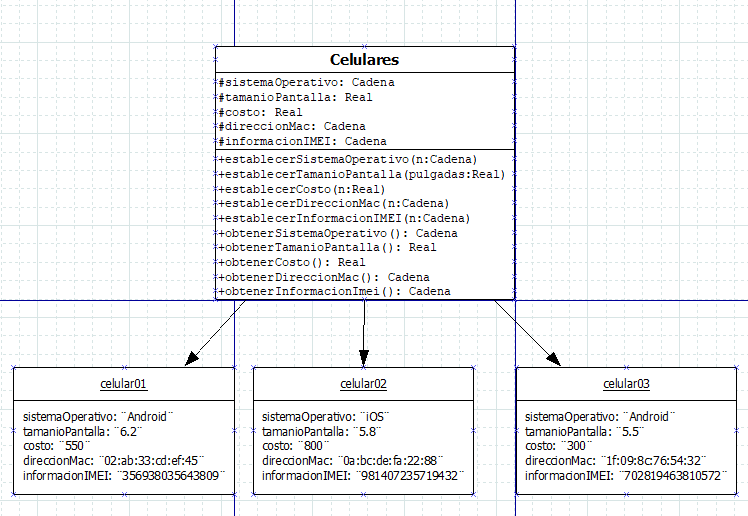 Celulares
#sistemaOperativo: Cadena
#tamanioPantalla: Real
#costo: Real
#direccionMac: Cadena
#informacionIMEI: Cadena
+establecerSistemaOperativo(n:Cadena)
+establecerTamanioPantalla(pulgadas:Real)
+establecerCosto(n:Real)
+establecerDireccionMac(n:Cadena)
+establecerInformacionIMEI(n:Cadena)
+obtenerSistemaOperativo(): Cadena
+obtenerTamanioPantalla(): Real
+obtenerCosto(): Real
+obtenerDireccionMac(): Cadena
+obtenerInformacionImei(): Cadena
celular01
sistemaOperativo: ¨Android¨
tamanioPantalla: ¨6.2¨
costo: ¨550¨
direccionMac: ¨02:ab:33:cd:ef:45¨
informacionIMEI: ¨356938035643809¨
celular02
sistemaOperativo: ¨iOS¨
tamanioPantalla: ¨5.8¨
costo: ¨800¨
direccionMac: ¨0a:bc:de:fa:22:88¨
informacionIMEI: ¨981407235719432¨
celular03
sistemaOperativo: ¨Android¨
tamanioPantalla: ¨5.5¨
costo: ¨300¨
direccionMac: ¨1f:09:8c:76:54:32¨
informacionIMEI: ¨702819463810572¨